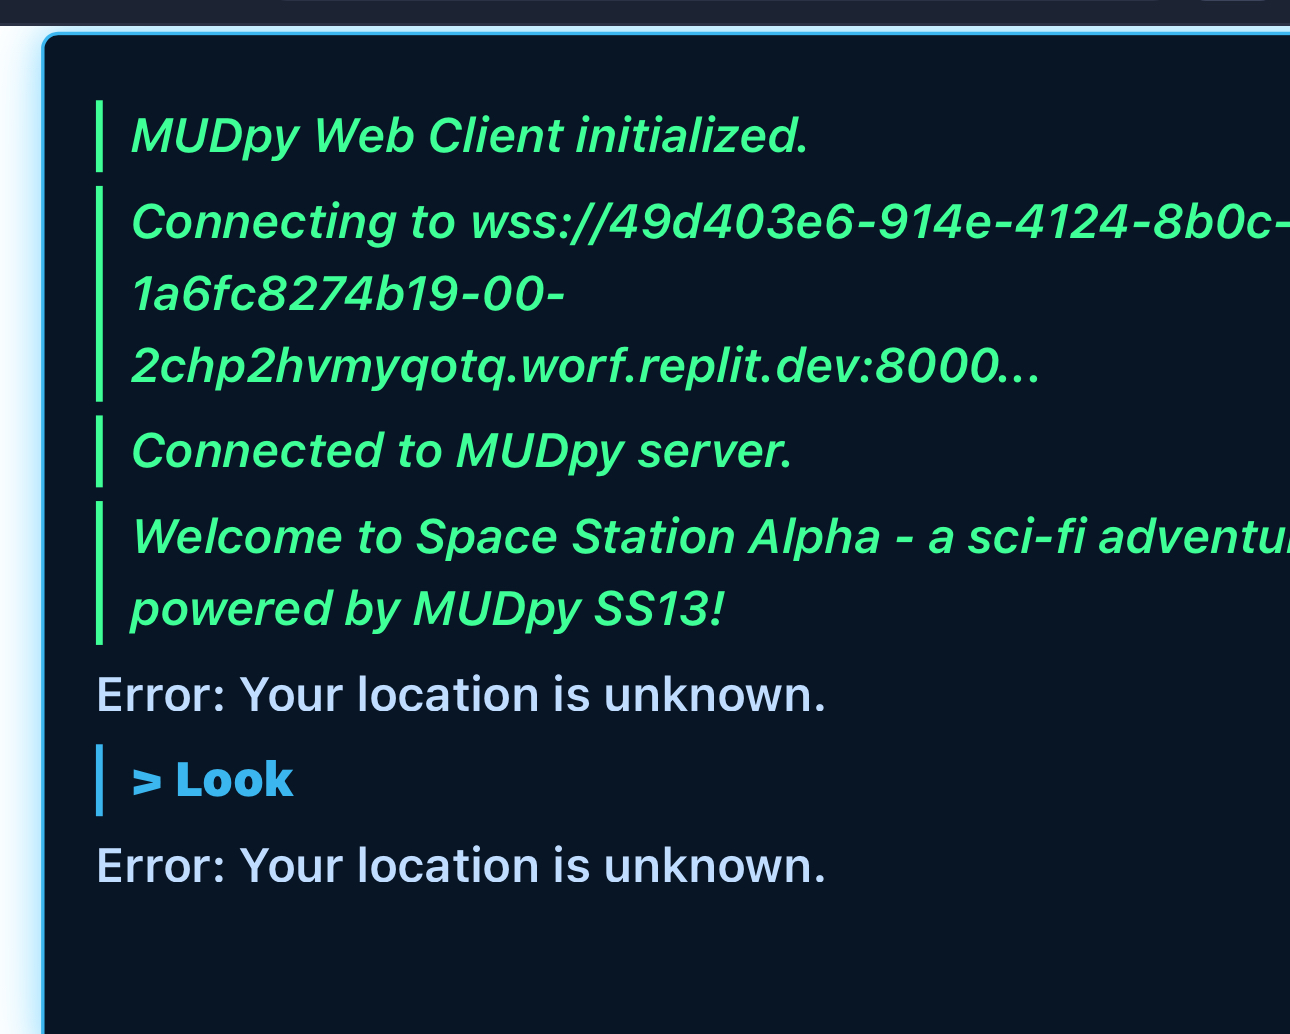 MUDpy Web Client initialized.
Connecting to wss://49d403e6-914e-4124-8b0c-
1a6fc8274b19-00-
2chp2hvmyqotq.worf.replit.dev:8000...
Connected to MUDpy server.
Welcome to Space Station Alpha - a sci-fi
powered by MUDpy SS13!
Error: Your location is unknown.
> Look
Error: Your location is unknown.